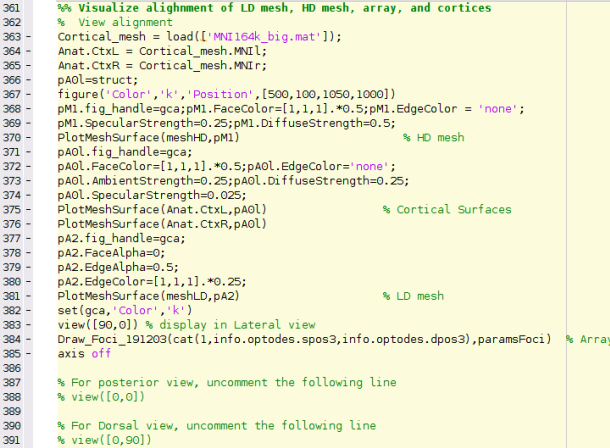 361 %% Visualize alighnment of LD mesh, HD mesh, array, and cortices
362 % View alignment
363 - Cortical_mesh = load(['MNI164k_big.mat']);
364 - Anat.CtxL = Cortical_mesh.MNIl;
365 - Anat.CtxR = Cortical_mesh.MNIr;
366 - pA0l=struct;
367 - figure('Color','k','Position',[500,100,1050,1000])
368 - pM1.fig_handle=gca;pM1.FaceColor=[1,1,1].*0.5;pM1.EdgeColor = 'none';
369 - pM1.SpecularStrength=0.25;pM1.DiffuseStrength=0.5;
370 - PlotMeshSurface(meshHD,pM1) % HD mesh
371 - pA0l.fig_handle=gca;
372 - pA0l.FaceColor=[1,1,1].*0.5;pA0l.EdgeColor='none';
373 - pA0l.AmbientStrength=0.25;pA0l.DiffuseStrength=0.25;
374 - pA0l.SpecularStrength=0.025;
375 - PlotMeshSurface(Anat.CtxL,pA0l) % Cortical Surfaces
376 - PlotMeshSurface(Anat.CtxR,pA0l)
377 - pA2.fig_handle=gca;
378 - pA2.FaceAlpha=0;
379 - pA2.EdgeAlpha=0.5;
380 - pA2.EdgeColor=[1,1,1].*0.25;
381 - PlotMeshSurface(meshLD,pA2) % LD mesh
382 - set(gca,'Color','k')
383 - view([90,0]) % display in Lateral view
384 - Draw_Foci_191203(cat(1,info.optodes.spos3,info.optodes.dpos3),paramsFoci) % Array
385 - axis off
386
387 % For posterior view, uncomment the following line
388 % view([0,0])
389
390 % For Dorsal view, uncomment the following line
391 % view([0,90])